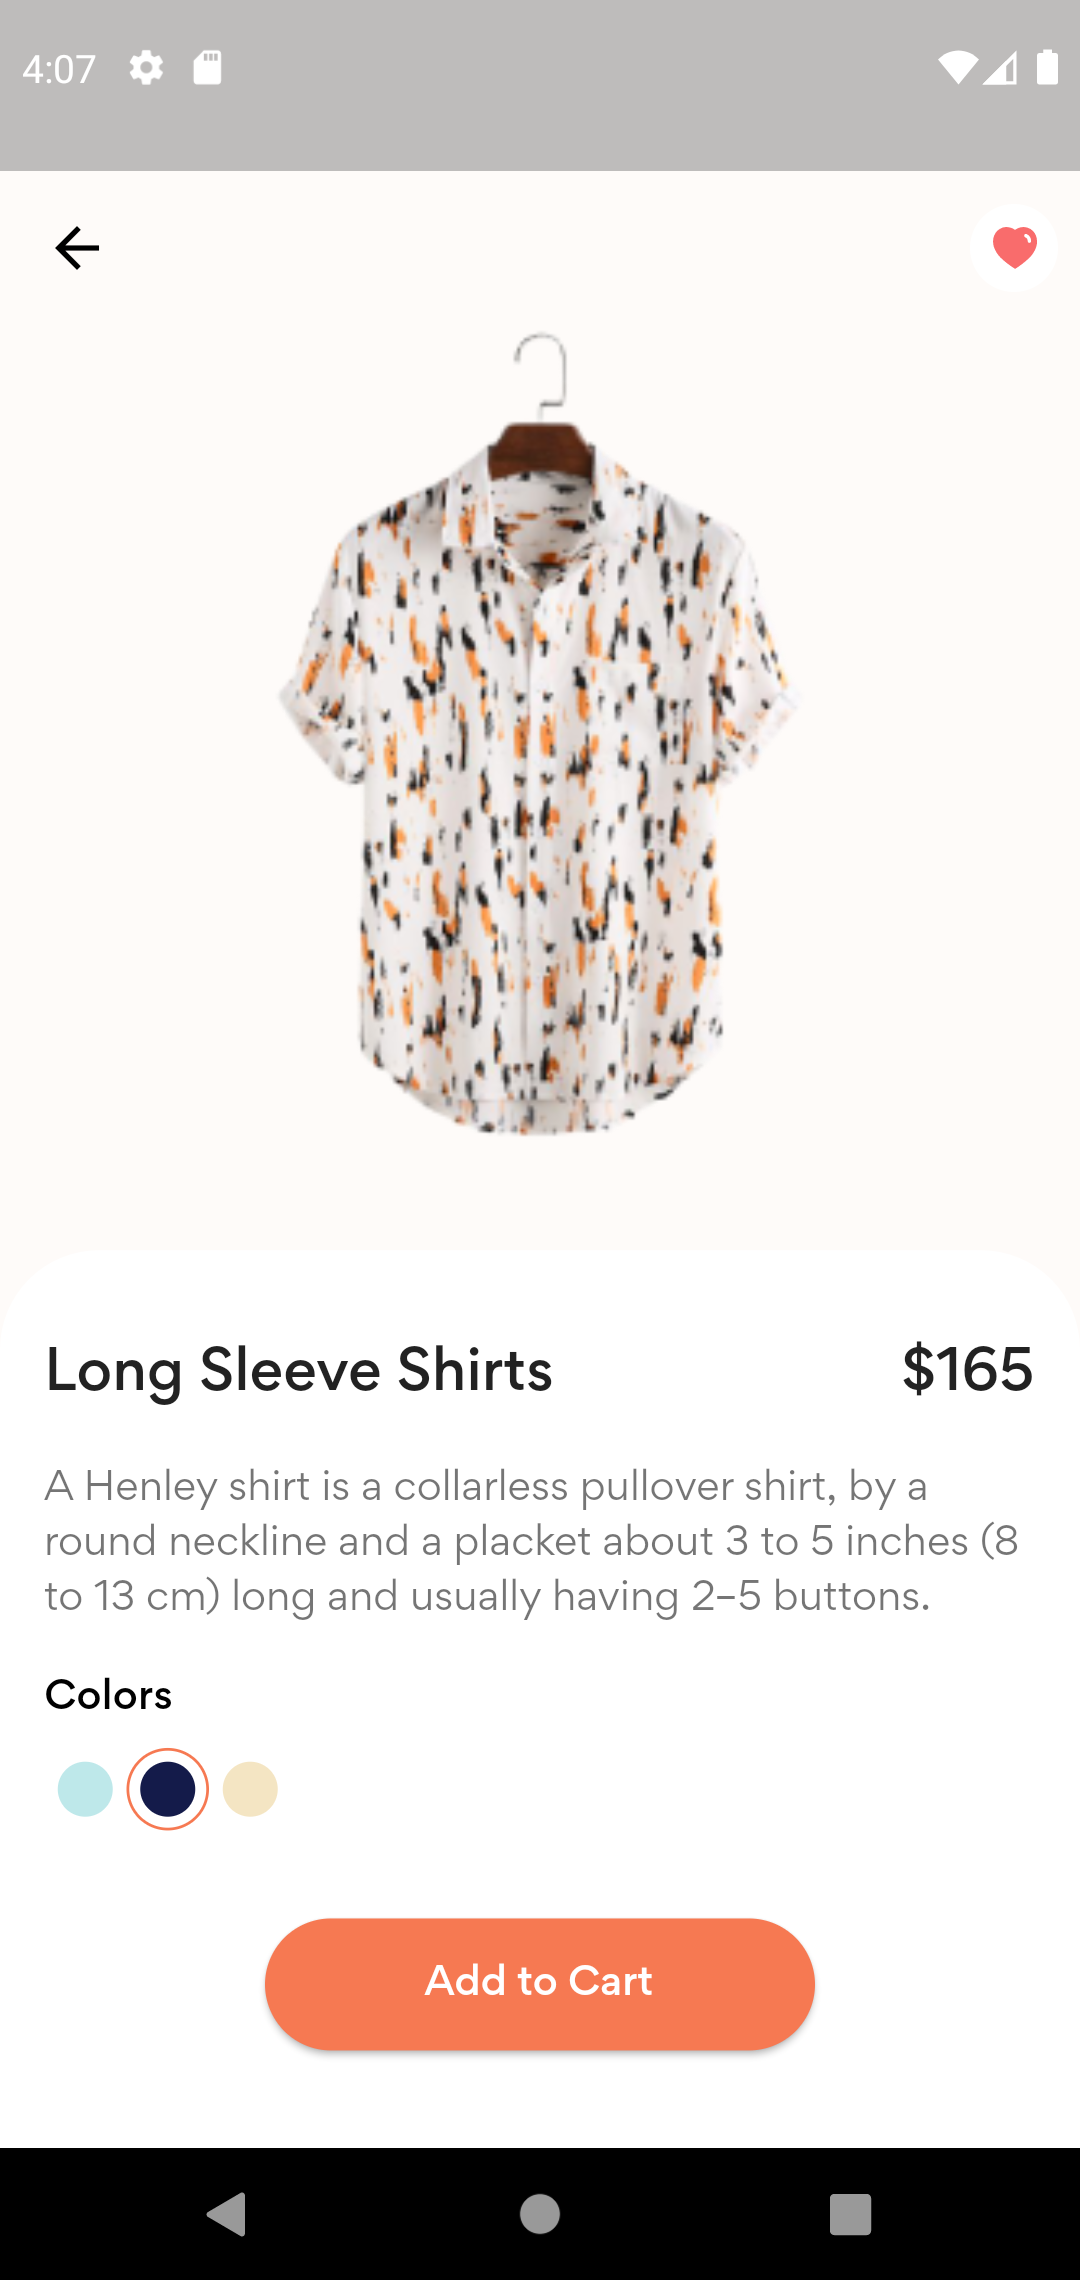 4:07
Long Sleeve Shirts $165
A Henley shirt is a collarless pullover shirt, by a
round neckline and a placket about 3 to 5 inches (8
to 13 cm) long and usually having 2–5 buttons.
Colors
Add to Cart